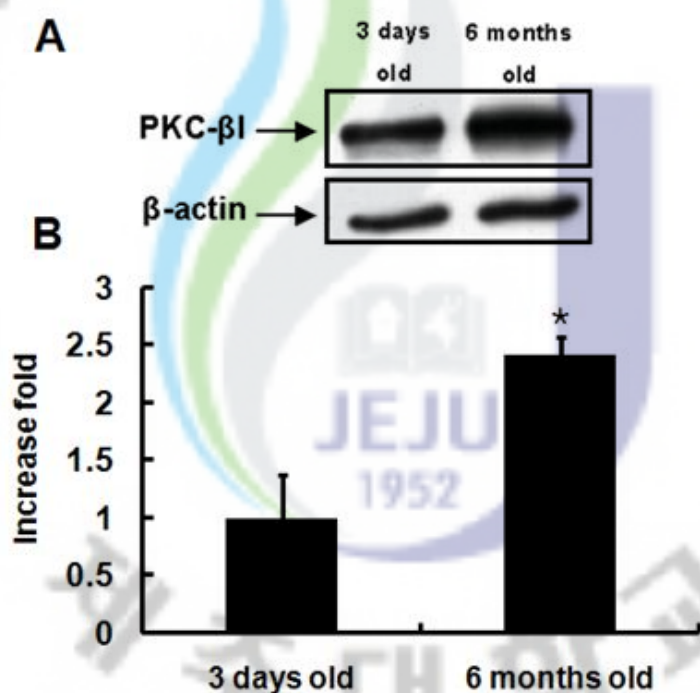 A
3 days old
6 months old
PKC-βI
β-actin
B
3
2.5
2
1.5
1
0.5
0
Increase fold
*
3 days old
6 months old
JEJU
1952